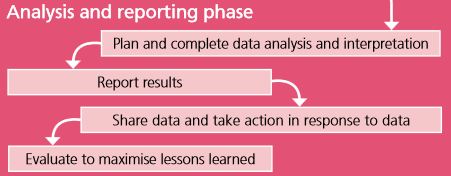 Analysis and reporting phase
Plan and complete data analysis and interpretation
Report results
Share data and take action in response to data
Evaluate to maximise lessons learned